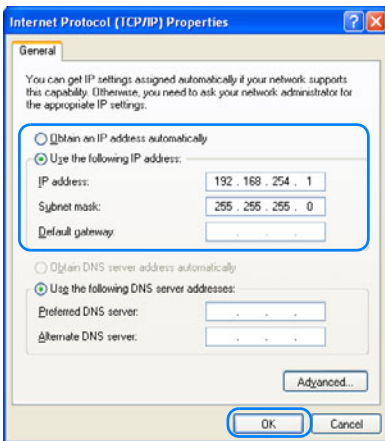 Internet Protocol (TCP/IP) Properties
General
You can get IP settings assigned automatically if your network supports
this capability. Otherwise, you need to ask your network administrator for
the appropriate IP settings.
Obtain an IP address automatically
Use the following IP address:
IP address: 192 . 168 . 254 . 1
Subnet mask: 255 . 255 . 255 . 0
Default gateway: . . .
Obtain DNS server address automatically
Use the following DNS server addresses:
Preferred DNS server: . . .
Alternate DNS server: . . .
Advanced...
OK Cancel